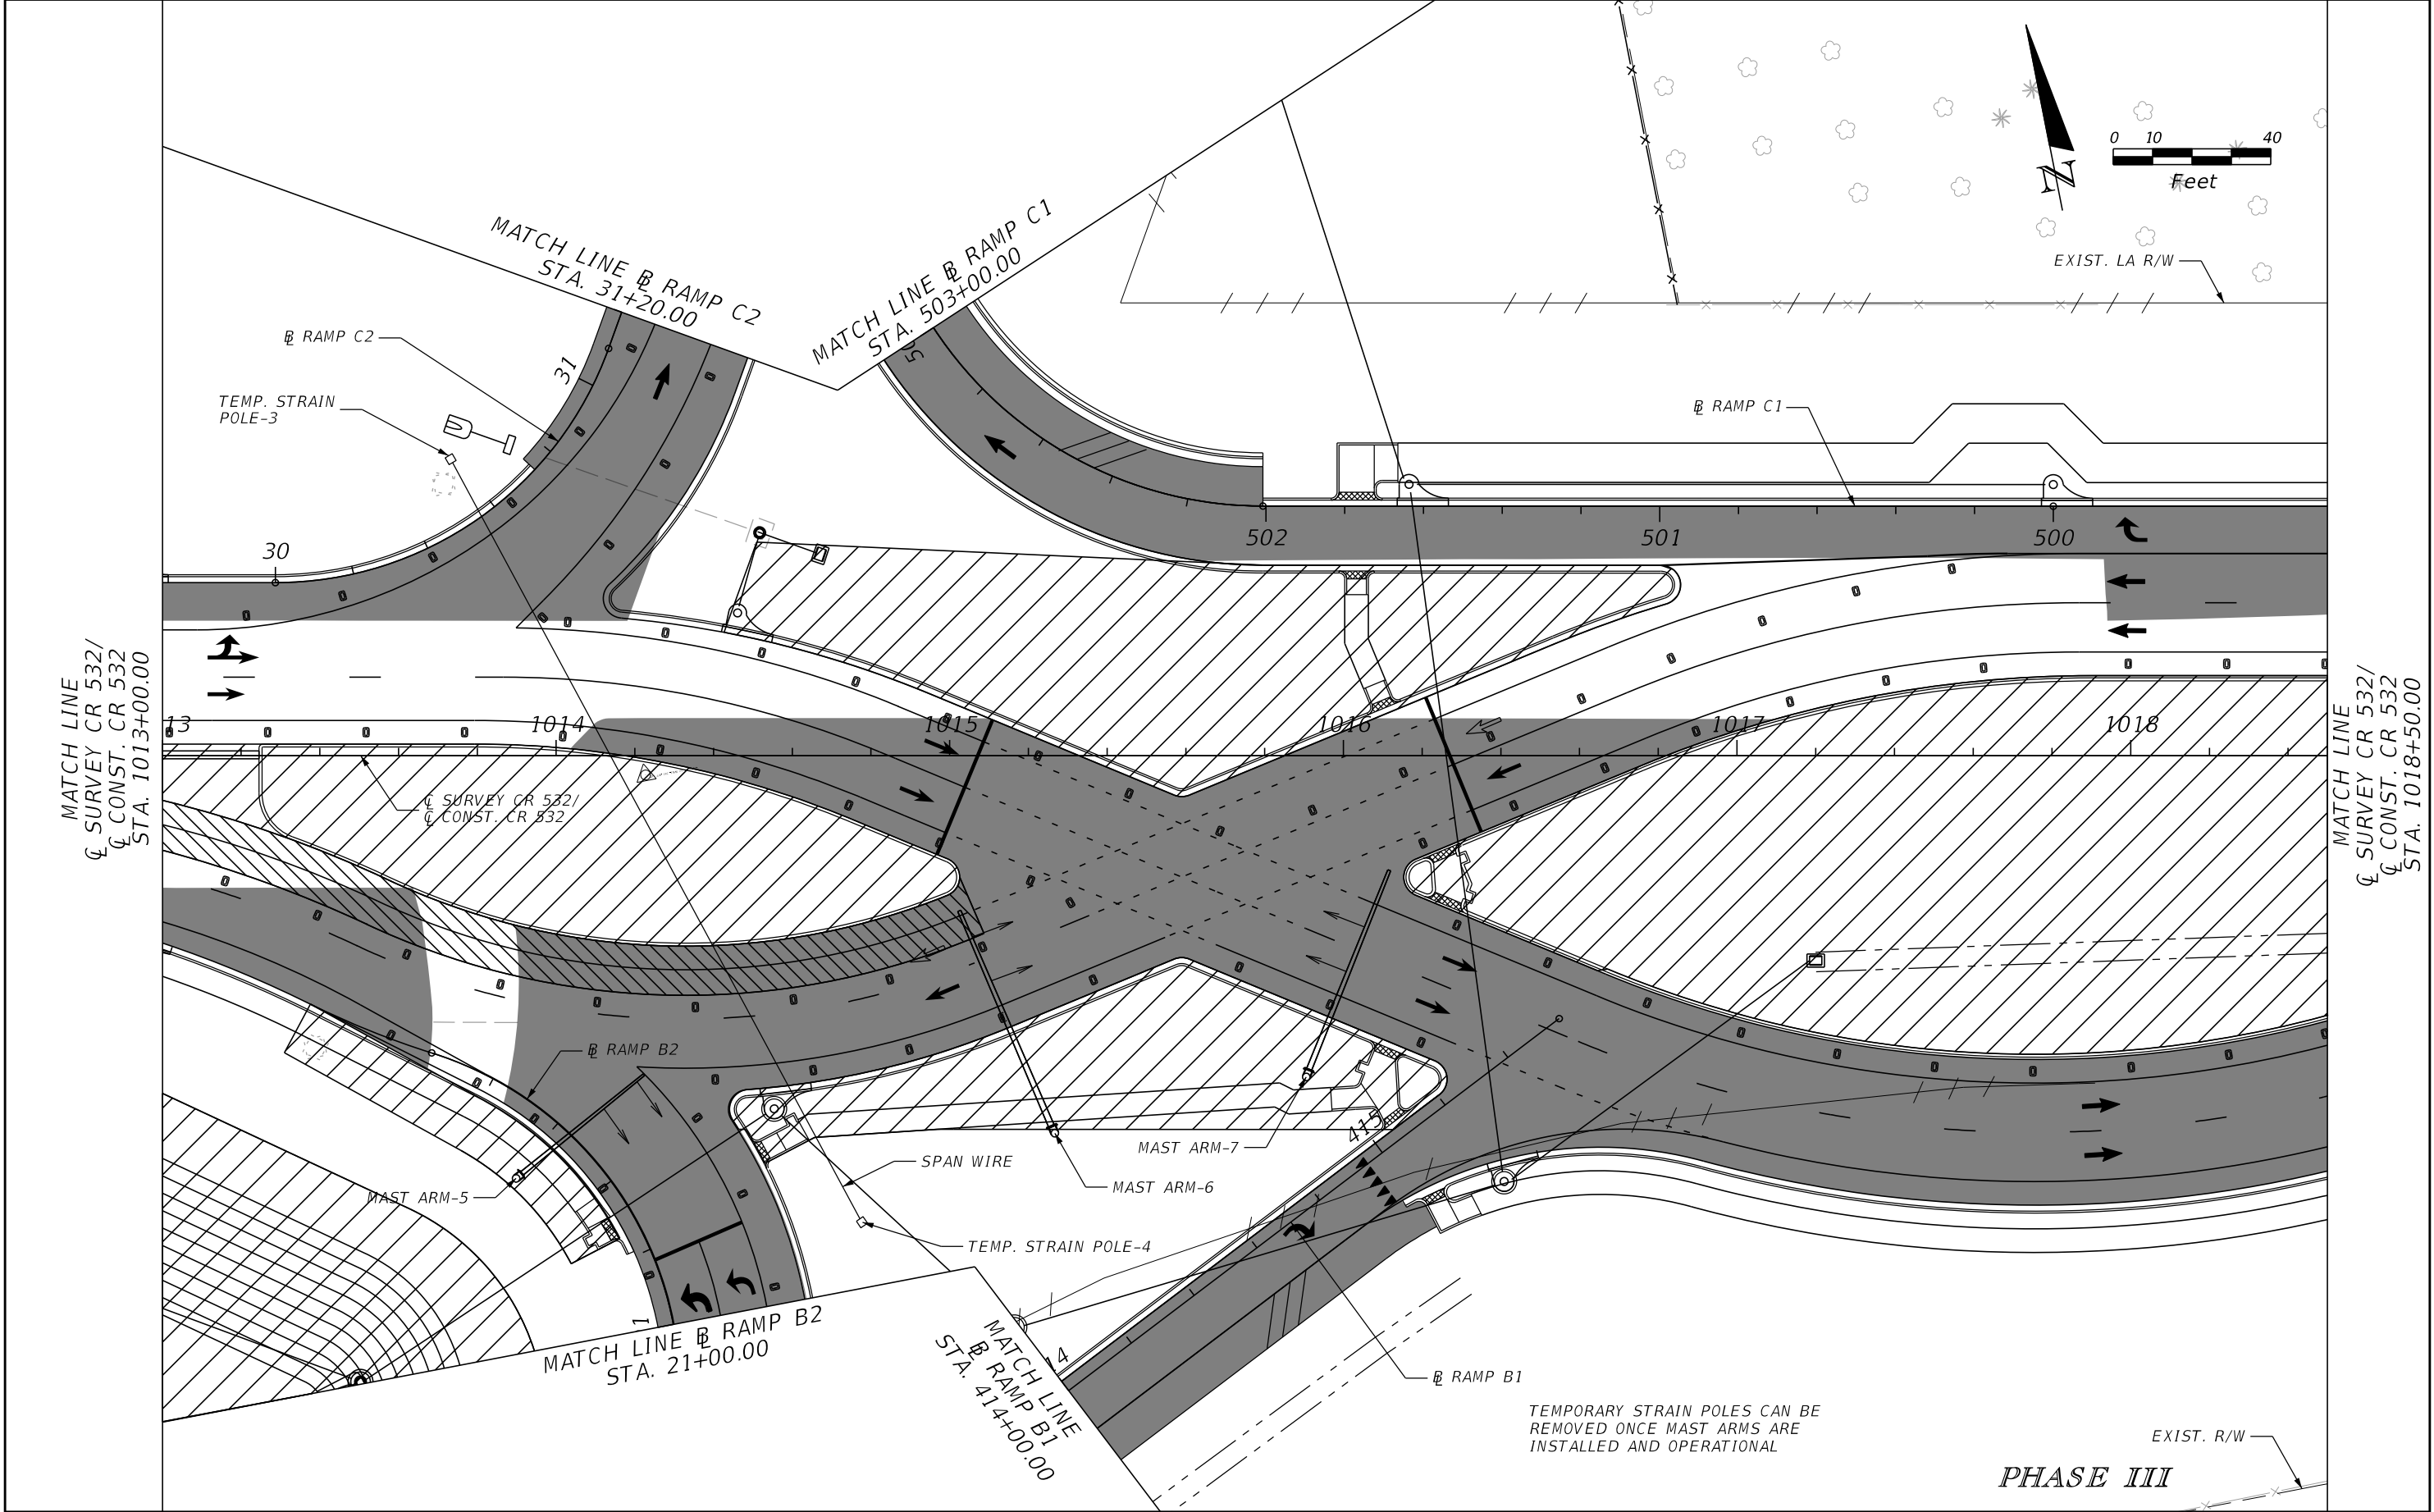 0 10 40
Feet
N
EXIST. LA R/W
MATCH LINE ℄ RAMP C2
STA. 31+20.00
MATCH LINE ℄ RAMP C1
STA. 503+00.00
℄ RAMP C2
31
TEMP. STRAIN
POLE-3
℄ RAMP C1
30
502
501
500
MATCH LINE
℄ SURVEY CR 532/
℄ CONST. CR 532
STA. 1013+00.00
13
1014
1015
1016
1017
1018
MATCH LINE
℄ SURVEY CR 532/
℄ CONST. CR 532
STA. 1018+50.00
℄ SURVEY CR 532/
℄ CONST. CR 532
℄ RAMP B2
415
MAST ARM-7
SPAN WIRE
MAST ARM-6
MAST ARM-5
TEMP. STRAIN POLE-4
1
MATCH LINE ℄ RAMP B2
STA. 21+00.00
14
MATCH LINE
℄ RAMP B1
STA. 414+00.00
℄ RAMP B1
TEMPORARY STRAIN POLES CAN BE
REMOVED ONCE MAST ARMS ARE
INSTALLED AND OPERATIONAL
EXIST. R/W
PHASE III